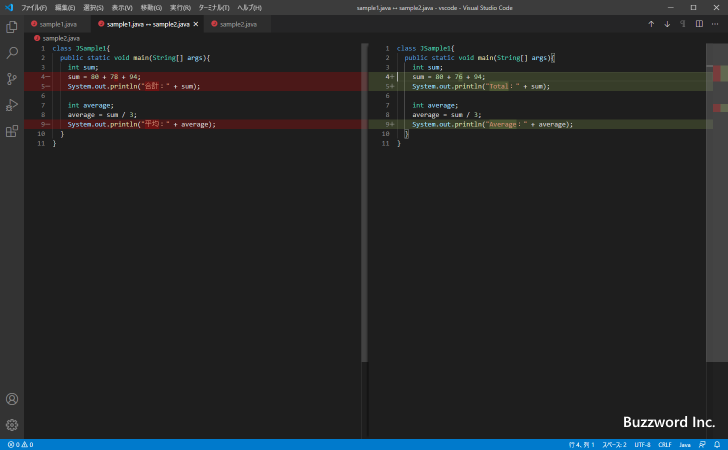 ファイル(F) 編集(E) 選択(S) 表示(V) 移動(G) 実行(R) ターミナル(T) ヘルプ(H) sample1.java ↔ sample2.java - vscode - Visual Studio Code
sample1.java sample1.java ↔ sample2.java sample2.java
sample2.java
1 class JSample1{
2 public static void main(String[] args){
3 int sum;
4- sum = 80 + 78 + 94;
5- System.out.println("合計:" + sum);
6
7 int average;
8 average = sum / 3;
9- System.out.println("平均:" + average);
10 }
11 }
1 class JSample1{
2 public static void main(String[] args){
3 int sum;
4+ sum = 80 + 76 + 94;
5+ System.out.println("Total:" + sum);
6
7 int average;
8 average = sum / 3;
9+ System.out.println("Average:" + average);
10 }
11 }
Buzzword Inc.
0 0 行 4、列 1 スペース: 2 UTF-8 CRLF Java